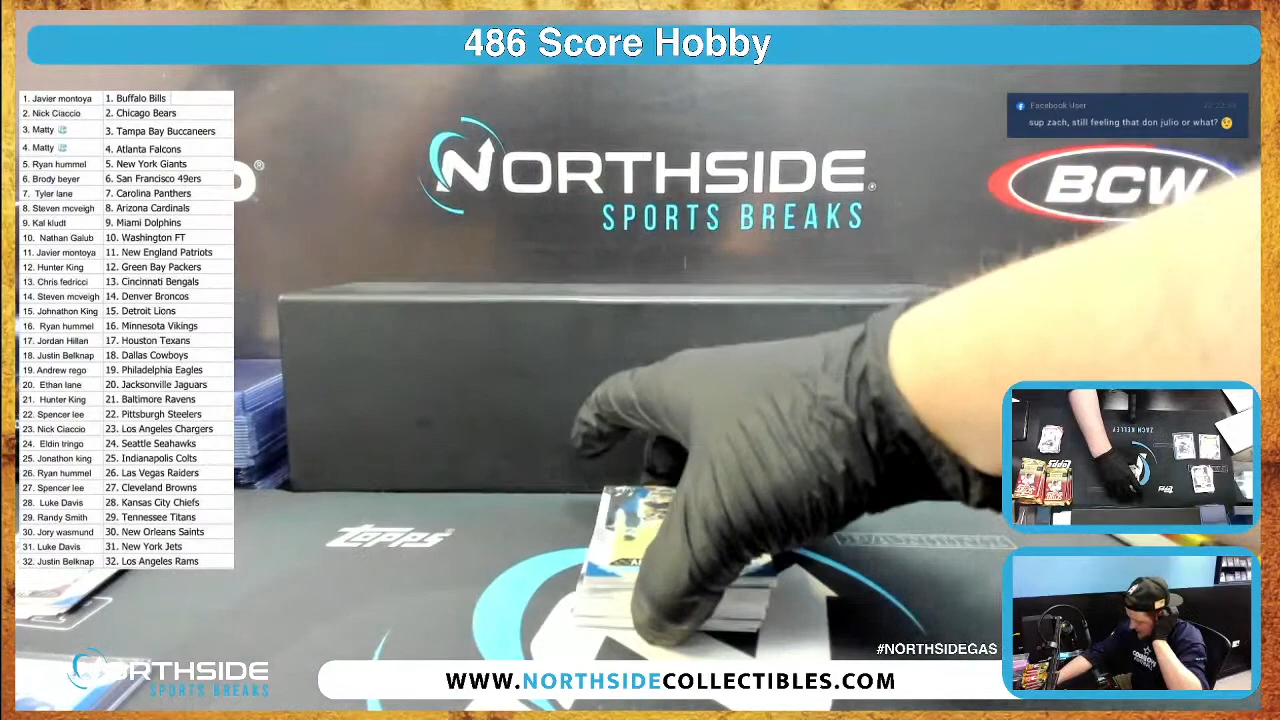 486 Score Hobby
1. Javier montoya 1. Buffalo Bills
2. Nick Ciaccio 2. Chicago Bears
3. Matty 3. Tampa Bay Buccaneers
4. Matty 4. Atlanta Falcons
5. Ryan hummel 5. New York Giants
6. Brody beyer 6. San Francisco 49ers
7. Tyler lane 7. Carolina Panthers
8. Steven mcveigh 8. Arizona Cardinals
9. Kal kludt 9. Miami Dolphins
10. Nathan Galub 10. Washington FT
11. Javier montoya 11. New England Patriots
12. Hunter King 12. Green Bay Packers
13. Chris fedricci 13. Cincinnati Bengals
14. Steven mcveigh 14. Denver Broncos
15. Johnathon King 15. Detroit Lions
16. Ryan hummel 16. Minnesota Vikings
17. Jordan Hillan 17. Houston Texans
18. Justin Belknap 18. Dallas Cowboys
19. Andrew rego 19. Philadelphia Eagles
20. Ethan lane 20. Jacksonville Jaguars
21. Hunter King 21. Baltimore Ravens
22. Spencer lee 22. Pittsburgh Steelers
23. Nick Ciaccio 23. Los Angeles Chargers
24. Eldin tringo 24. Seattle Seahawks
25. Jonathon king 25. Indianapolis Colts
26. Ryan hummel 26. Las Vegas Raiders
27. Spencer lee 27. Cleveland Browns
28. Luke Davis 28. Kansas City Chiefs
29. Randy Smith 29. Tennessee Titans
30. Jory wasmund 30. New Orleans Saints
31. Luke Davis 31. New York Jets
32. Justin Belknap 32. Los Angeles Rams
Facebook User
sup zach, still feeling that don julio or what? 😉
NORTHSIDE
SPORTS BREAKS
BCW
topps
ZACH KELLEY
#NORTHSIDEGAS
NORTHSIDE
SPORTS BREAKS
WWW.NORTHSIDECOLLECTIBLES.COM